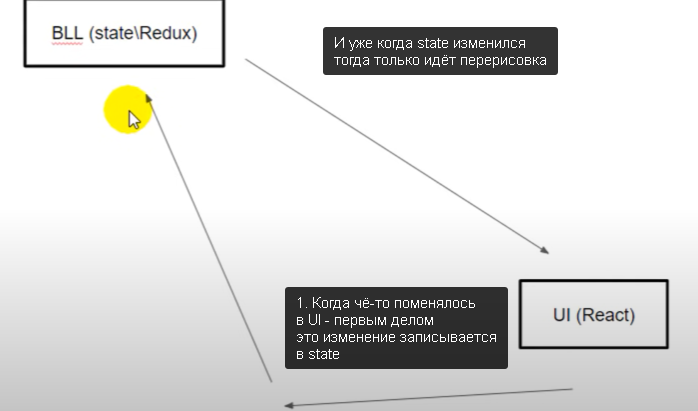 BLL (state\Redux)
И уже когда state изменился
тогда только идёт перерисовка
1. Когда чё-то поменялось
в UI - первым делом
это изменение записывается
в state
UI (React)